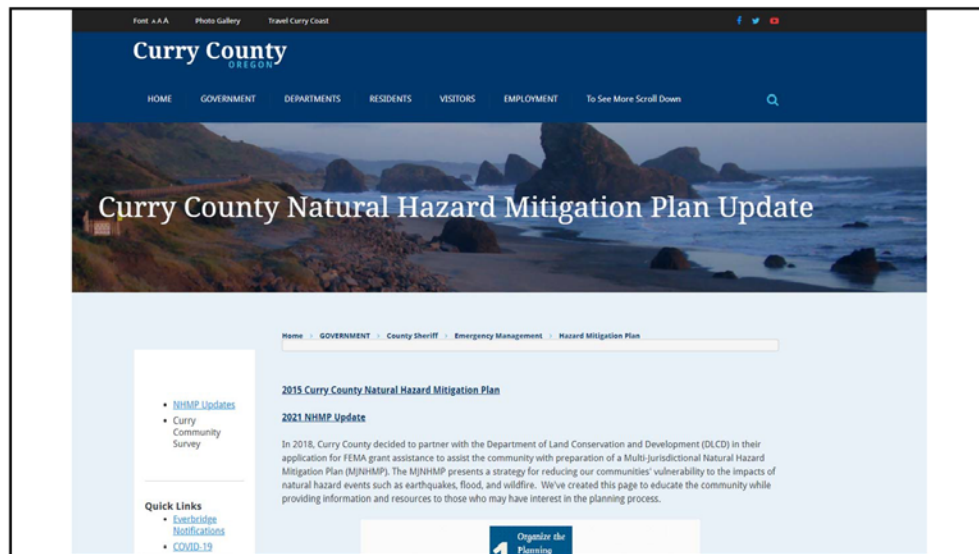 Font A A A Photo Gallery Travel Curry Coast
Curry County
OREGON
HOME GOVERNMENT DEPARTMENTS RESIDENTS VISITORS EMPLOYMENT To See More Scroll Down
Curry County Natural Hazard Mitigation Plan Update
Home > GOVERNMENT > County Sheriff > Emergency Management > Hazard Mitigation Plan
NHMP Updates
Curry
Community
Survey
Quick Links
Everbridge
Notifications
COVID-19
2015 Curry County Natural Hazard Mitigation Plan
2021 NHMP Update
In 2018, Curry County decided to partner with the Department of Land Conservation and Development (DLCD) in their
application for FEMA grant assistance to assist the community with preparation of a Multi-Jurisdictional Natural Hazard
Mitigation Plan (MJNHMP). The MJNHMP presents a strategy for reducing our communities' vulnerability to the impacts of
natural hazard events such as earthquakes, flood, and wildfire. We've created this page to educate the community while
providing information and resources to those who may have interest in the planning process.
1
Organize the
Planning